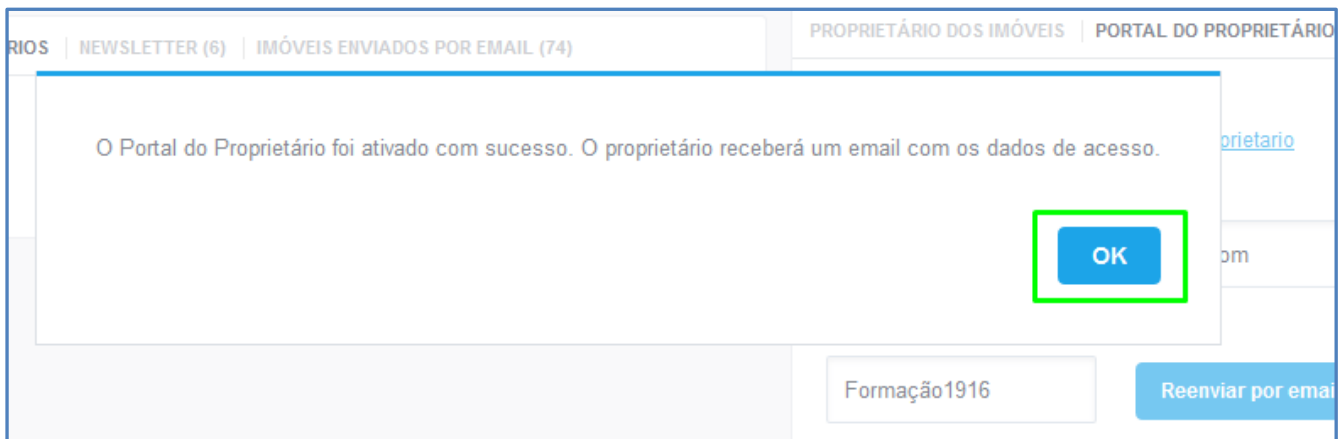 RIOS | NEWSLETTER (6) | IMÓVEIS ENVIADOS POR EMAIL (74)
PROPRIETÁRIO DOS IMÓVEIS | PORTAL DO PROPRIETÁRIO
O Portal do Proprietário foi ativado com sucesso. O proprietário receberá um email com os dados de acesso.
prietario
OK
om
Formação1916
Reenviar por emai